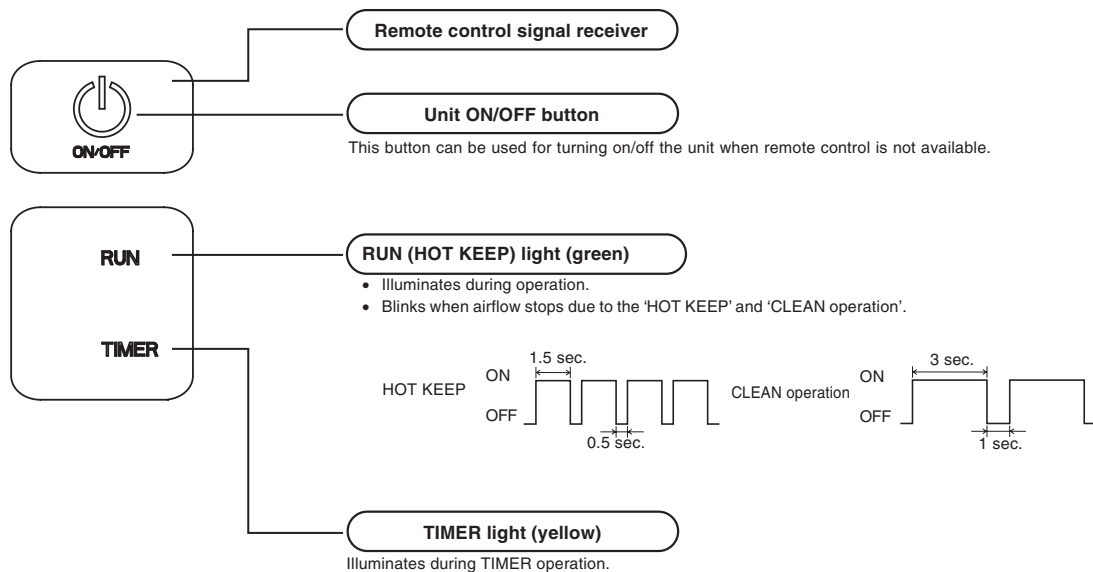 Remote control signal receiver
Unit ON/OFF button
ON/OFF
This button can be used for turning on/off the unit when remote control is not available.
RUN
RUN (HOT KEEP) light (green)
• Illuminates during operation.
• Blinks when airflow stops due to the ‘HOT KEEP’ and ‘CLEAN operation’.
TIMER
1.5 sec.
HOT KEEP
ON
OFF
0.5 sec.
CLEAN operation
3 sec.
ON
OFF
1 sec.
TIMER light (yellow)
Illuminates during TIMER operation.